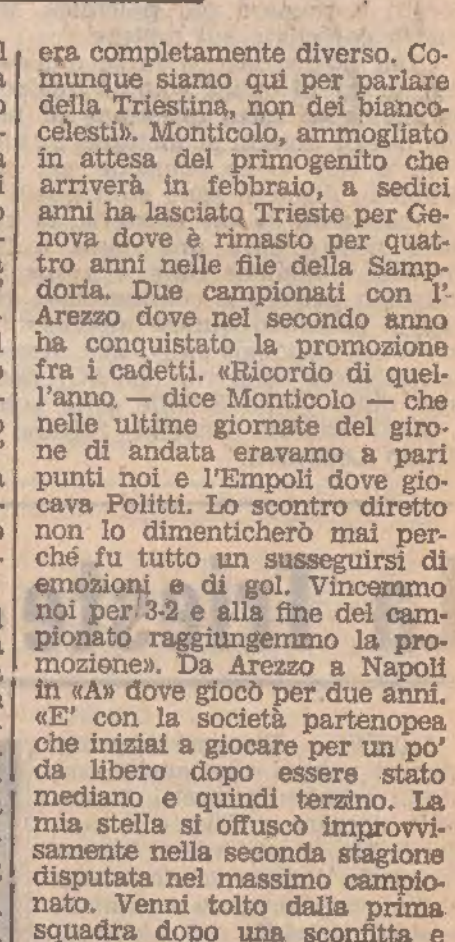 era completamente diverso. Co-
munque siamo qui per parlare
della Triestina, non dei bianco-
celesti». Monticolo, ammogliato
in attesa del primogenito che
arriverà in febbraio, a sedici
anni ha lasciato Trieste per Ge-
nova dove è rimasto per quat-
tro anni nelle file della Samp-
doria. Due campionati con l'
Arezzo dove nel secondo anno
ha conquistato la promozione
fra i cadetti. «Ricordo di quel-
l'anno — dice Monticolo — che
nelle ultime giornate del giro-
ne di andata eravamo a pari
punti noi e l'Empoli dove gio-
cava Politti. Lo scontro diretto
non lo dimenticherò mai per-
ché fu tutto un susseguirsi di
emozioni e di gol. Vincemmo
noi per 3-2 e alla fine del cam-
pionato raggiungemmo la pro-
mozione». Da Arezzo a Napoli
in «A» dove giocò per due anni.
«E' con la società partenopea
che iniziai a giocare per un po'
da libero dopo essere stato
mediano e quindi terzino. La
mia stella si offuscò improvvi-
samente nella seconda stagione
disputata nel massimo campio-
nato. Venni tolto dalla prima
squadra dopo una sconfitta e